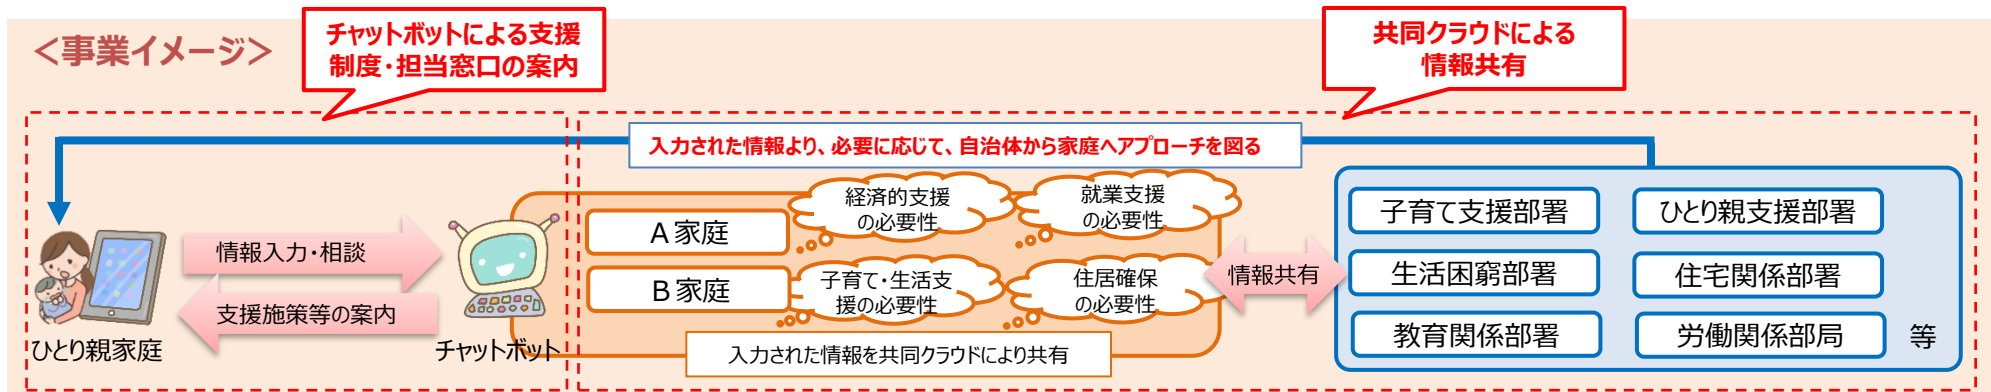 ＜事業イメージ＞
チャットボットによる支援
制度・担当窓口の案内
共同クラウドによる
情報共有
入力された情報より、必要に応じて、自治体から家庭へアプローチを図る
情報入力・相談
支援施策等の案内
ひとり親家庭
チャットボット
A 家庭
B 家庭
経済的支援
の必要性
就業支援
の必要性
子育て・生活支
援の必要性
住居確保
の必要性
入力された情報を共同クラウドにより共有
情報共有
子育て支援部署
ひとり親支援部署
生活困窮部署
住宅関係部署
教育関係部署
労働関係部局
等